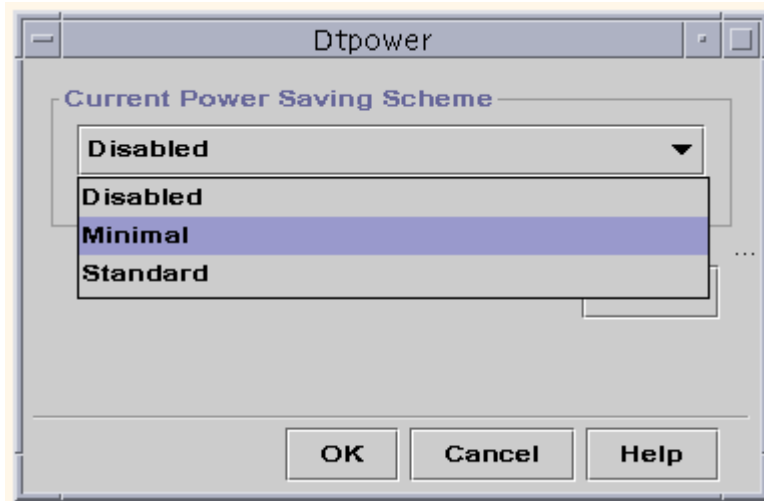 Dtpower
Current Power Saving Scheme
Disabled
Disabled
Minimal
Standard
...
OK Cancel Help